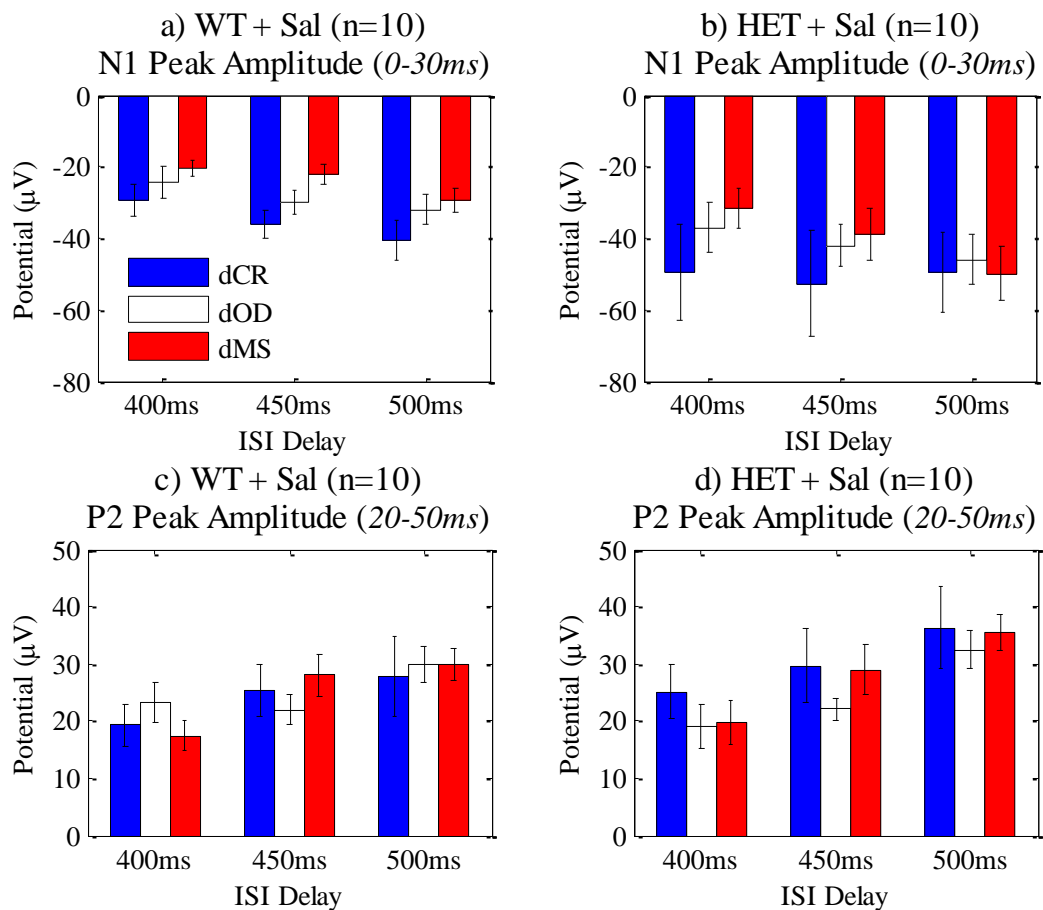 a) WT + Sal (n=10)
N1 Peak Amplitude (0-30ms)
0
-20
-40
-60
-80
Potential (µV)
dCR
dOD
dMS
400ms
450ms
500ms
ISI Delay
b) HET + Sal (n=10)
N1 Peak Amplitude (0-30ms)
0
-20
-40
-60
-80
Potential (µV)
400ms
450ms
500ms
ISI Delay
c) WT + Sal (n=10)
P2 Peak Amplitude (20-50ms)
50
40
30
20
10
0
Potential (µV)
400ms
450ms
500ms
ISI Delay
d) HET + Sal (n=10)
P2 Peak Amplitude (20-50ms)
50
40
30
20
10
0
Potential (µV)
400ms
450ms
500ms
ISI Delay